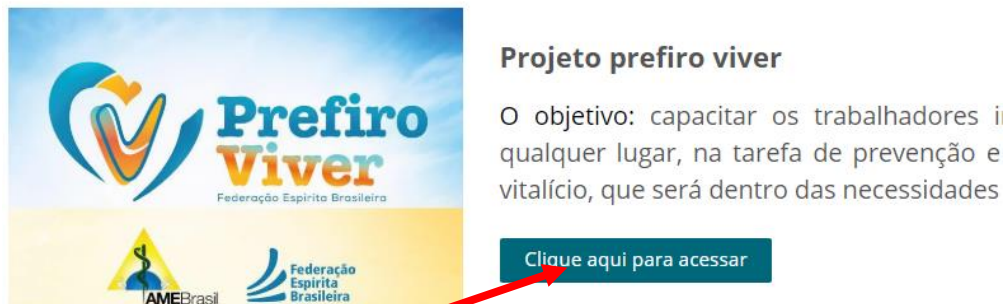 Prefiro
Viver
Federação Espírita Brasileira
AMEBrasil
Federação
Espírita
Brasileira
Projeto prefiro viver
O objetivo: capacitar os trabalhadores
qualquer lugar, na tarefa de prevenção e
vitalício, que será dentro das necessidades
Clique aqui para acessar